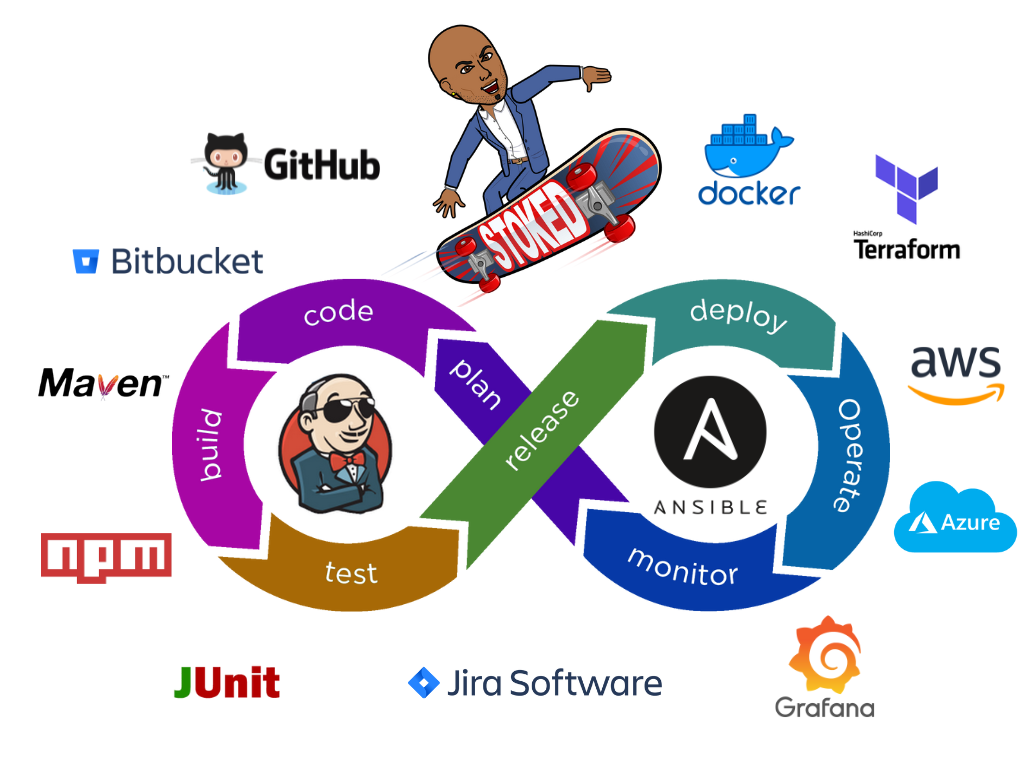 STOKED
GitHub
docker
HashiCorp
Terraform
Bitbucket
code
deploy
aws
Maven™
plan
release
build
Operate
ANSIBLE
Azure
npm
test
monitor
JUnit
Jira Software
Grafana